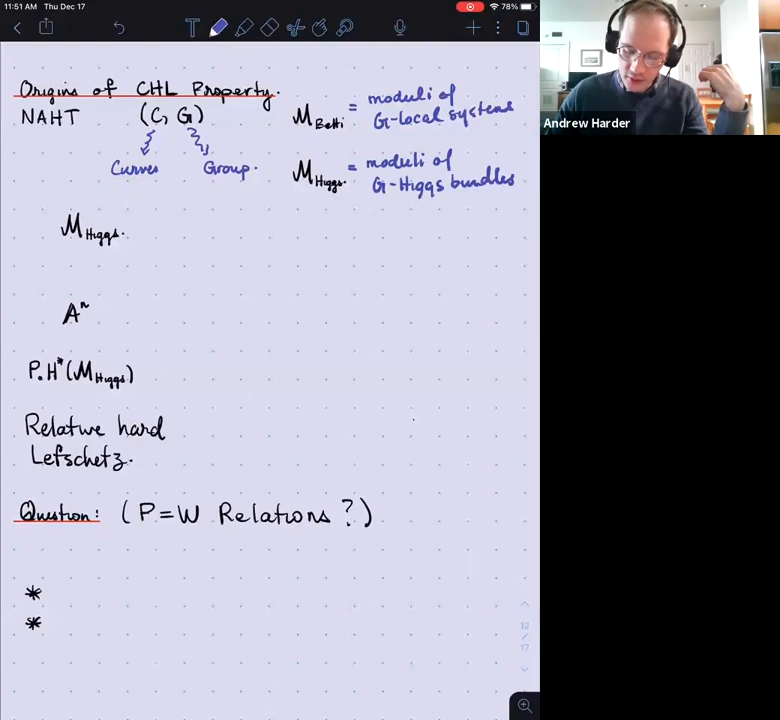 11:51 AM Thu Dec 17
78%
Origins of CHL Property.
NAHT (C, G)
Curves Group.
M_Betti = moduli of G-local systems
M_Higgs. = moduli of G-Higgs bundles
M_Higgs.
A^n
P.H*(M_Higgs)
Relative hard
Lefschetz.
Question: (P=W Relations?)
*
*
12
17
Andrew Harder